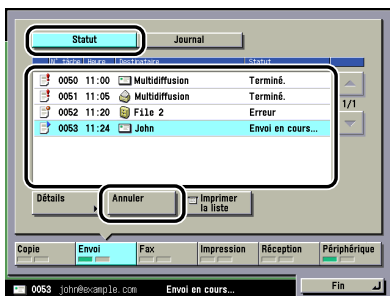 Statut Journal
N° tâche Heure Destinataire Statut
0050 11:00 Multidiffusion Terminé.
0051 11:05 Multidiffusion Terminé.
0052 11:20 File 2 Erreur
0053 11:24 John Envoi en cours...
1/1
Détails Annuler Imprimer la liste
Copie Envoi Fax Impression Réception Périphérique
0053 john@example.com Envoi en cours... Fin